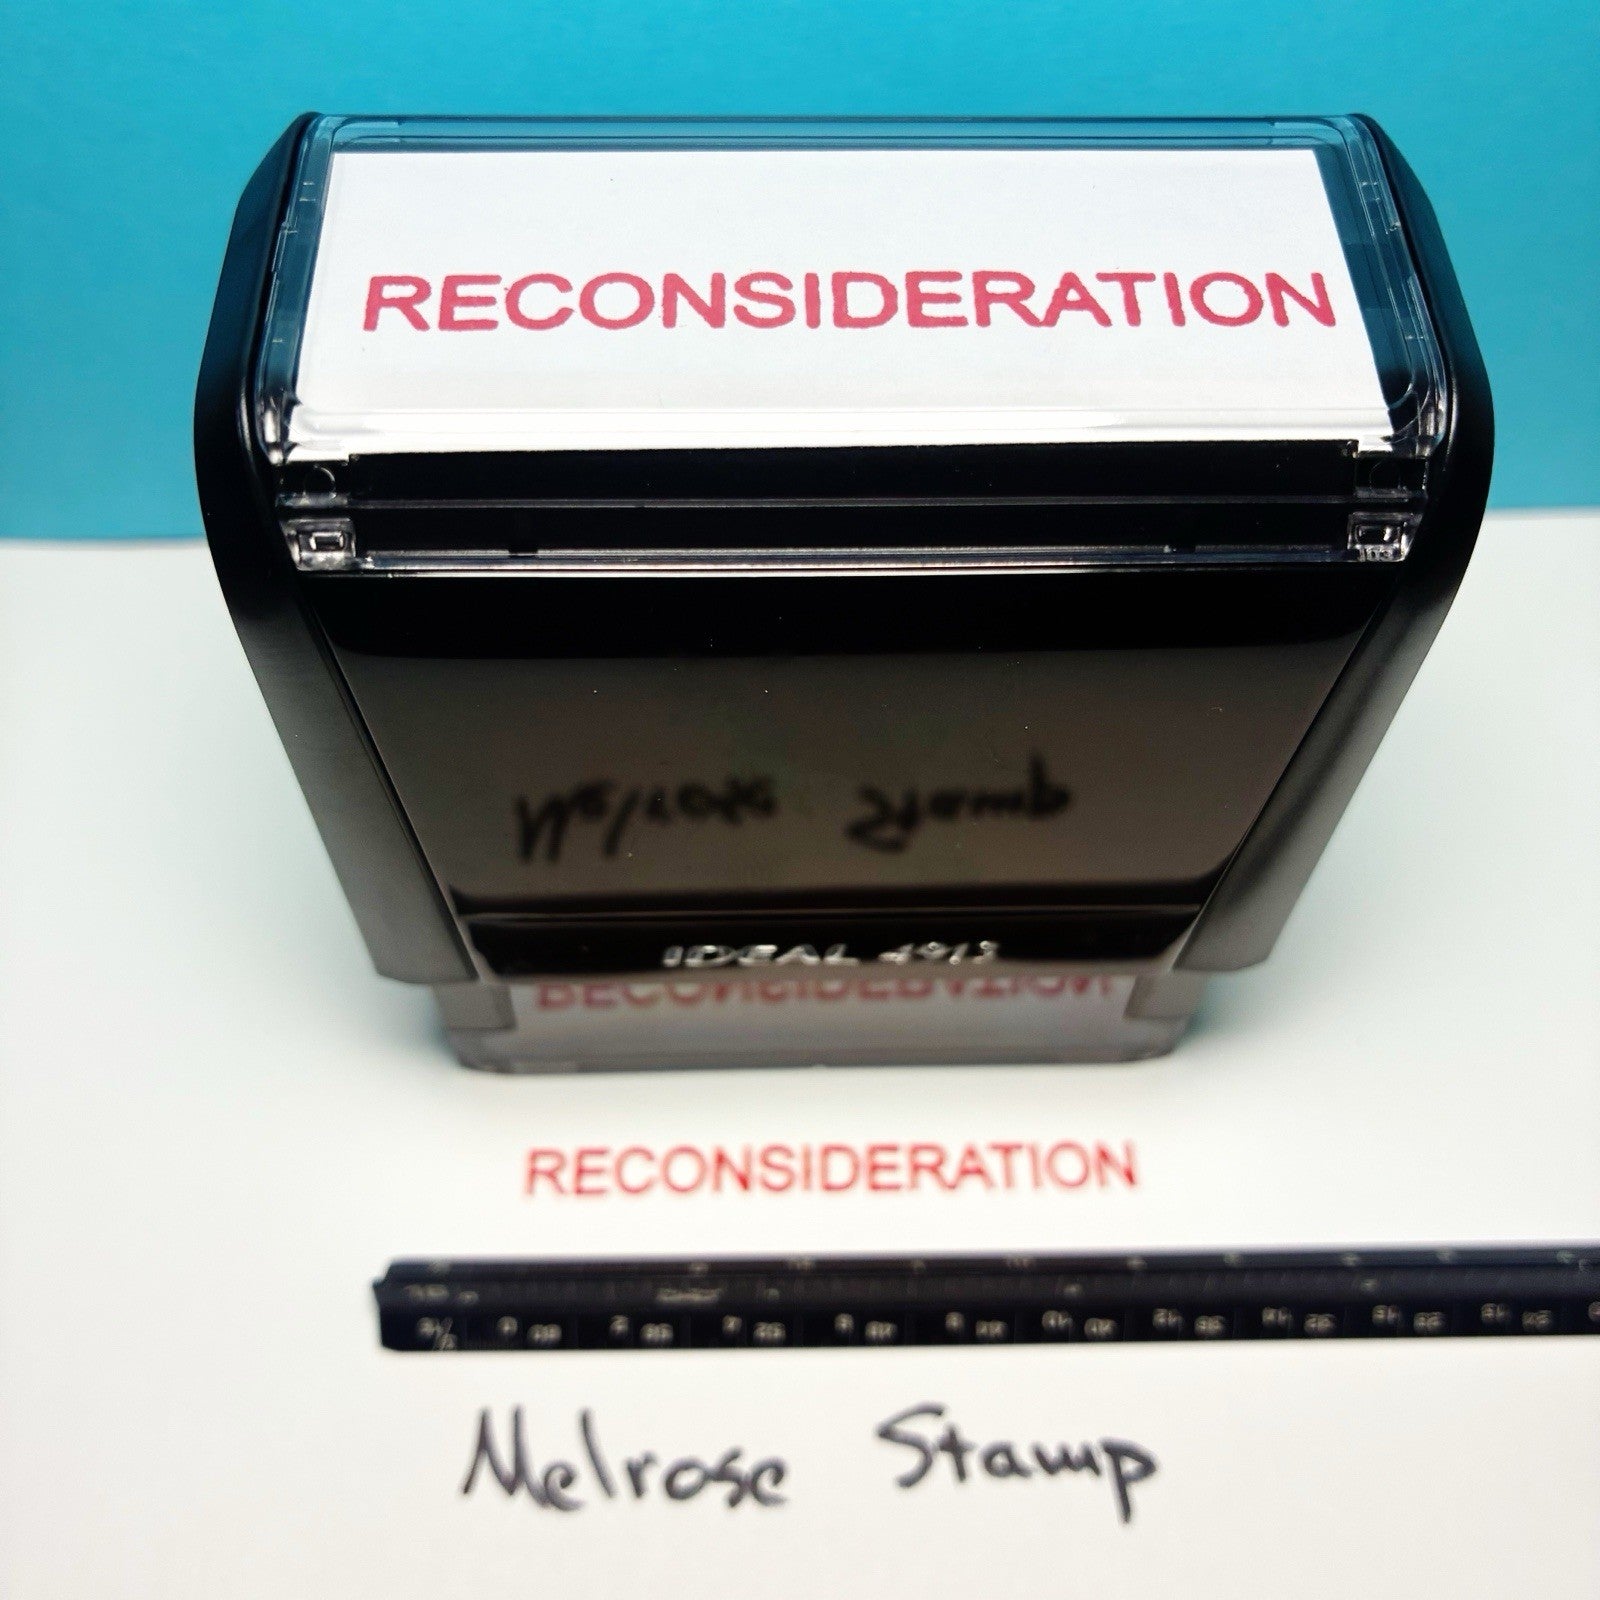 RECONSIDERATION
IDEAL 4913
RECONSIDERATION
Melrose Stamp